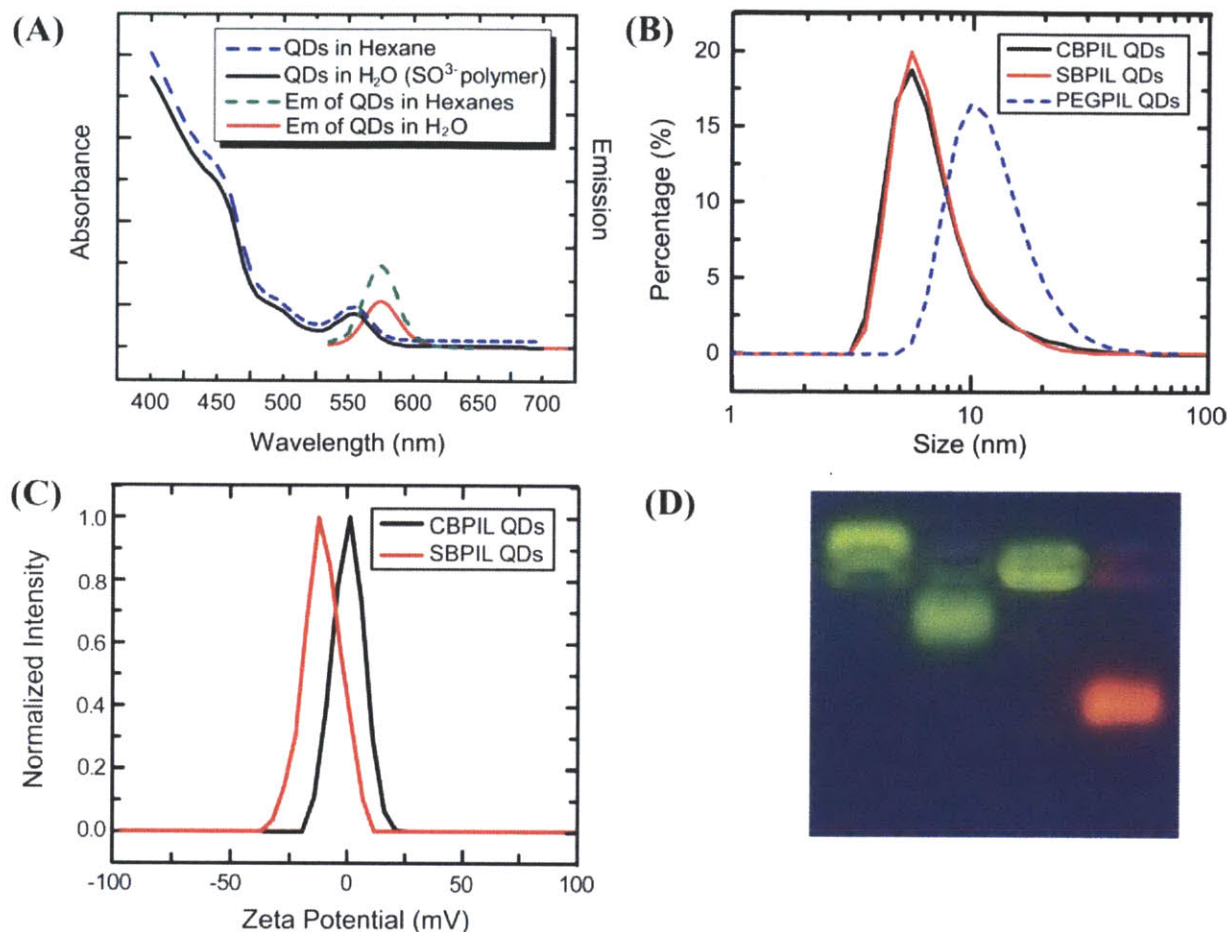 (A)
QDs in Hexane
QDs in H₂O (SO³⁻ polymer)
Em of QDs in Hexanes
Em of QDs in H₂O
Absorbance
Emission
400 450 500 550 600 650 700
Wavelength (nm)
(B)
CBPIL QDs
SBPIL QDs
PEGPIL QDs
20
15
10
5
0
Percentage (%)
1 10 100
Size (nm)
(C)
CBPIL QDs
SBPIL QDs
1.0
0.8
0.6
0.4
0.2
0.0
Normalized Intensity
-100 -50 0 50 100
Zeta Potential (mV)
(D)